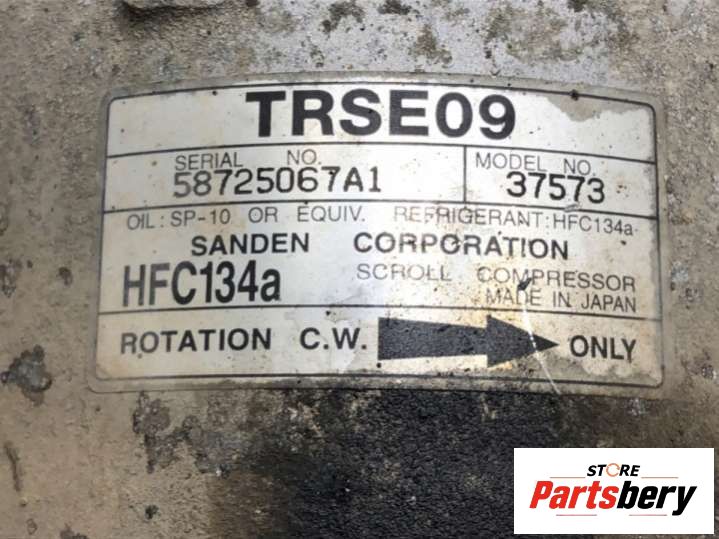 TRSE09
SERIAL NO. MODEL NO.
58725067A1 37573
OIL: SP-10 OR EQUIV. REFRIGERANT: HFC134a.
SANDEN CORPORATION
HFC134a SCROLL COMPRESSOR
MADE IN JAPAN
ROTATION C.W. ONLY
STORE
Partsbery